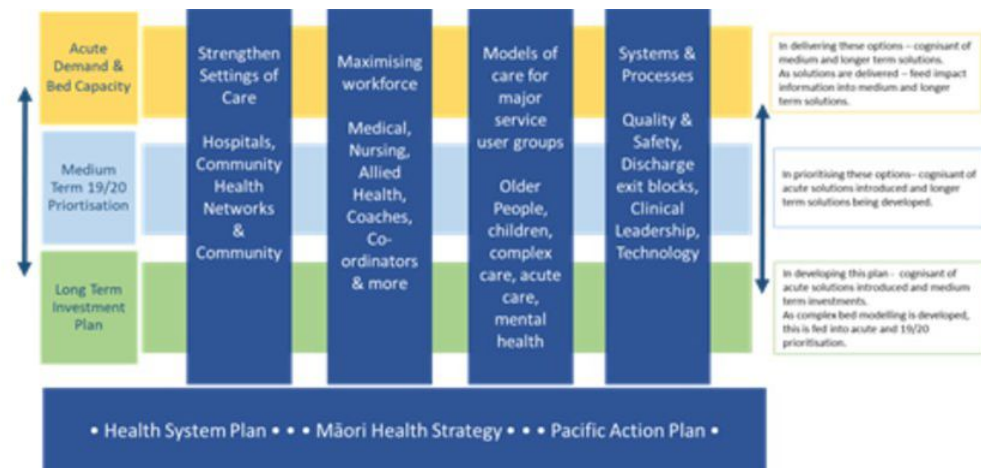 Acute
Demand &
Bed Capacity
Medium
Term 19/20
Priortisation
Long Term
Investment
Plan
Strengthen
Settings of
Care
Hospitals,
Community
Health
Networks
&
Community
Maximising
workforce
Medical,
Nursing,
Allied
Health,
Coaches,
Co-
ordinators
& more
Models of
care for
major
service
user groups
Older
People,
children,
complex
care, acute
care,
mental
health
Systems &
Processes
Quality &
Safety,
Discharge
exit blocks,
Clinical
Leadership,
Technology
In delivering these options – cognisant of
medium and longer term solutions.
As solutions are delivered – feed impact
information into medium and longer
term solutions.
In prioritising these options– cognisant of
acute solutions introduced and longer
term solutions being developed.
In developing this plan - cognisant of
acute solutions introduced and medium
term investments.
As complex bed modelling is developed,
this is fed into acute and 19/20
prioritisation.
• Health System Plan • • • Māori Health Strategy • • • Pacific Action Plan •